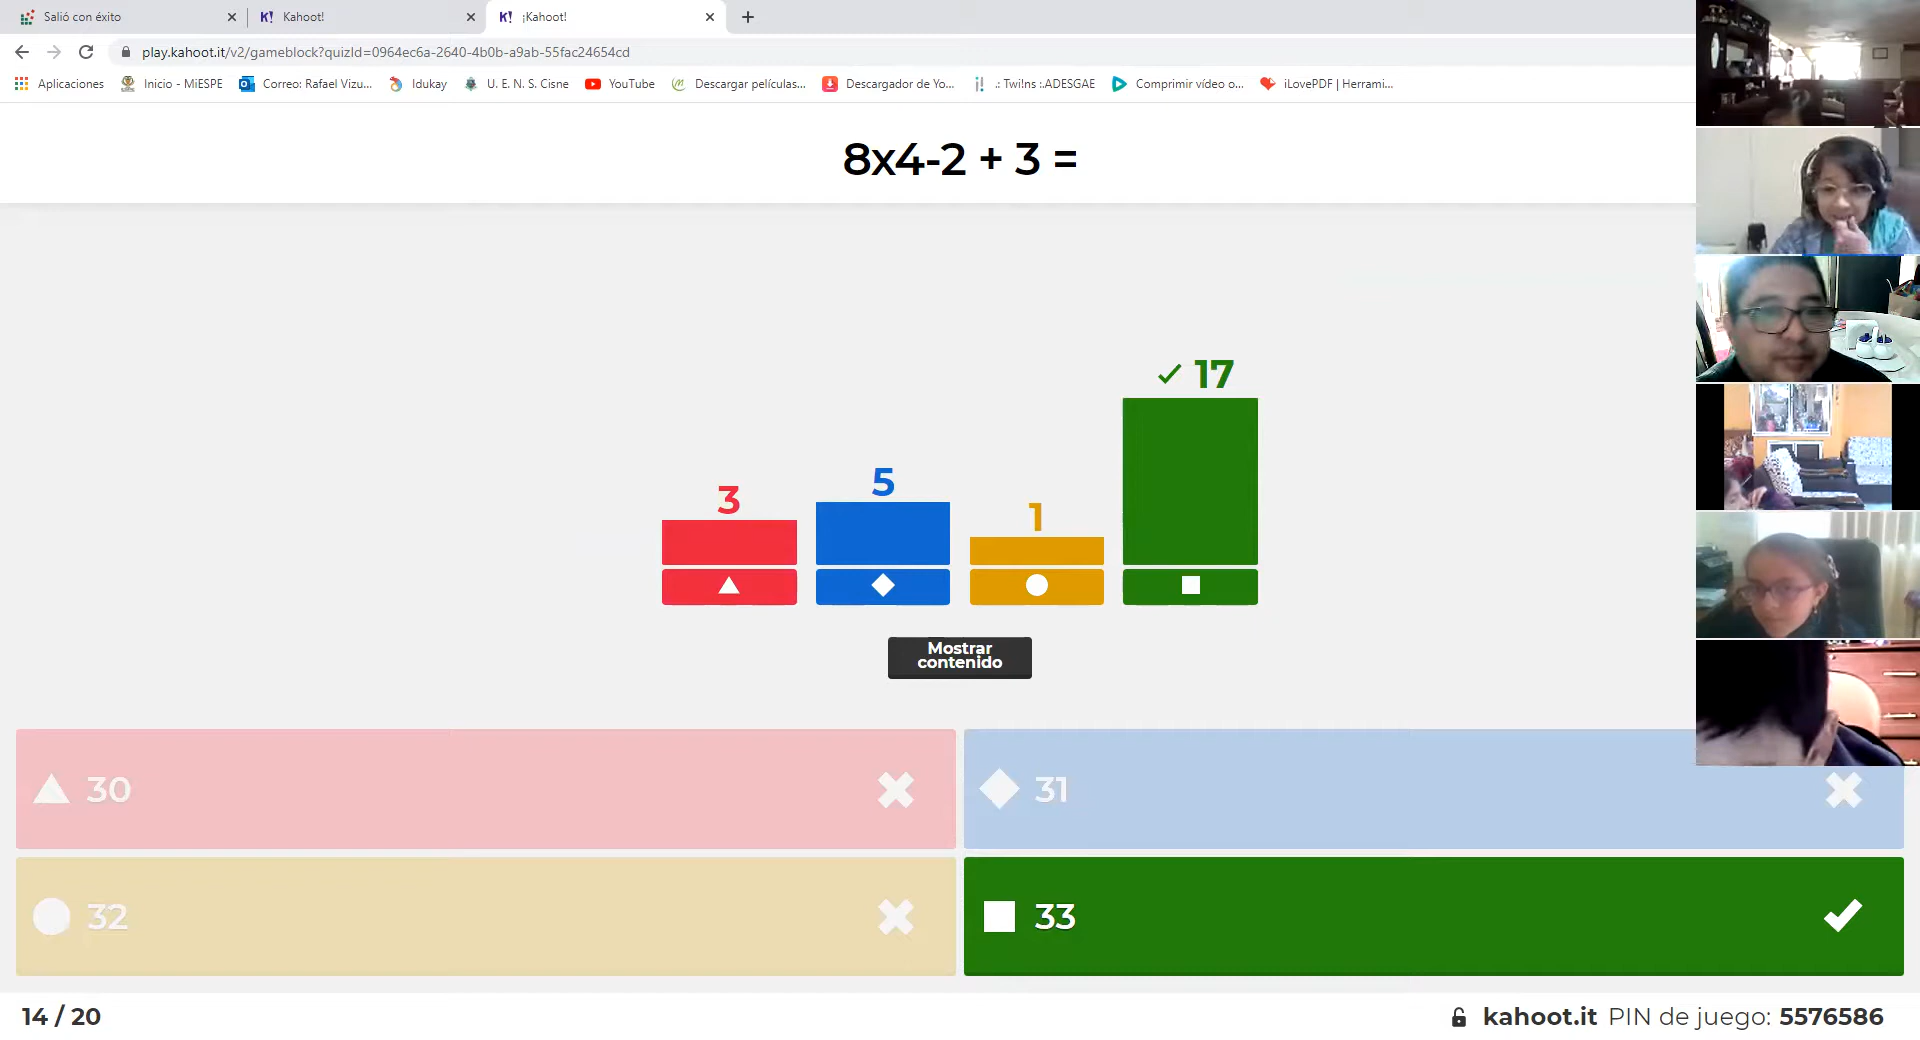 Salió con éxito
Kahoot!
¡Kahoot!
play.kahoot.it/v2/gameblock?quizId=0964ec6a-2640-4b0b-a9ab-55fac24654cd
Aplicaciones Inicio - MiESPE Correo: Rafael Vizu... Idukay U. E. N. S. Cisne YouTube Descargar películas... Descargador de Yo... .: Twi!ns :.ADESGAE Comprimir vídeo o... iLovePDF | Herrami...
8x4-2 + 3 =
17
5
3
1
Mostrar
contenido
30
31
32
33
14 / 20
kahoot.it PIN de juego: 5576586